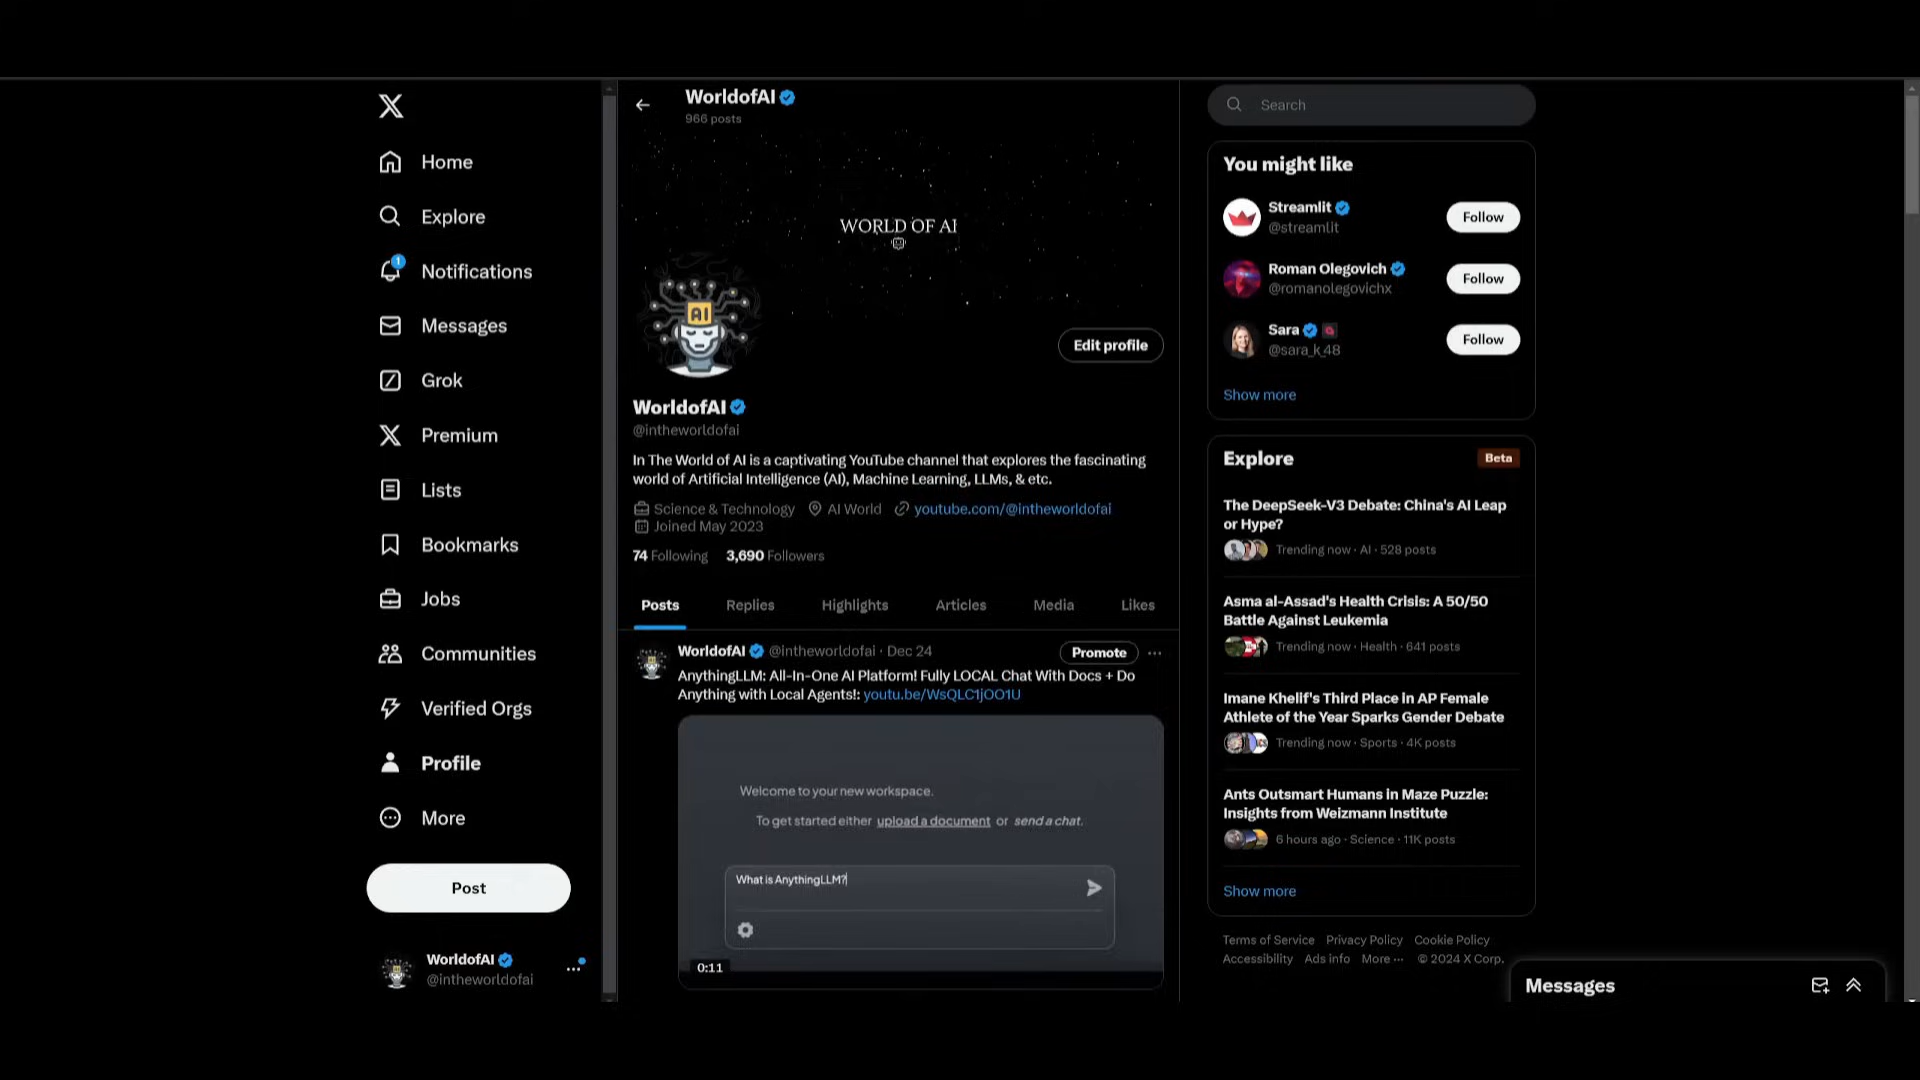 Home
Explore
1
Notifications
Messages
Grok
Premium
Lists
Bookmarks
Jobs
Communities
Verified Orgs
Profile
More
Post
WorldofAI
@intheworldofai
WorldofAI
966 posts
WORLD OF AI
AI
Edit profile
WorldofAI
@intheworldofai
In The World of AI is a captivating YouTube channel that explores the fascinating
world of Artificial Intelligence (AI), Machine Learning, LLMs, & etc.
Science & Technology AI World youtube.com/@intheworldofai
Joined May 2023
74 Following 3,690 Followers
Posts Replies Highlights Articles Media Likes
WorldofAI @intheworldofai · Dec 24 Promote
AnythingLLM: All-In-One AI Platform! Fully LOCAL Chat With Docs + Do
Anything with Local Agents!: youtu.be/WsQLC1jOO1U
Welcome to your new workspace.
To get started either upload a document or send a chat.
What is AnythingLLM?
0:11
Search
You might like
Streamlit
@streamlit
Follow
Roman Olegovich
@romanolegovichx
Follow
Sara
@sara_k_48
Follow
Show more
Explore Beta
The DeepSeek-V3 Debate: China's AI Leap
or Hype?
Trending now · AI · 528 posts
Asma al-Assad's Health Crisis: A 50/50
Battle Against Leukemia
Trending now · Health · 641 posts
Imane Khelif's Third Place in AP Female
Athlete of the Year Sparks Gender Debate
Trending now · Sports · 4K posts
Ants Outsmart Humans in Maze Puzzle:
Insights from Weizmann Institute
6 hours ago · Science · 11K posts
Show more
Terms of Service Privacy Policy Cookie Policy
Accessibility Ads info More ··· © 2024 X Corp.
Messages